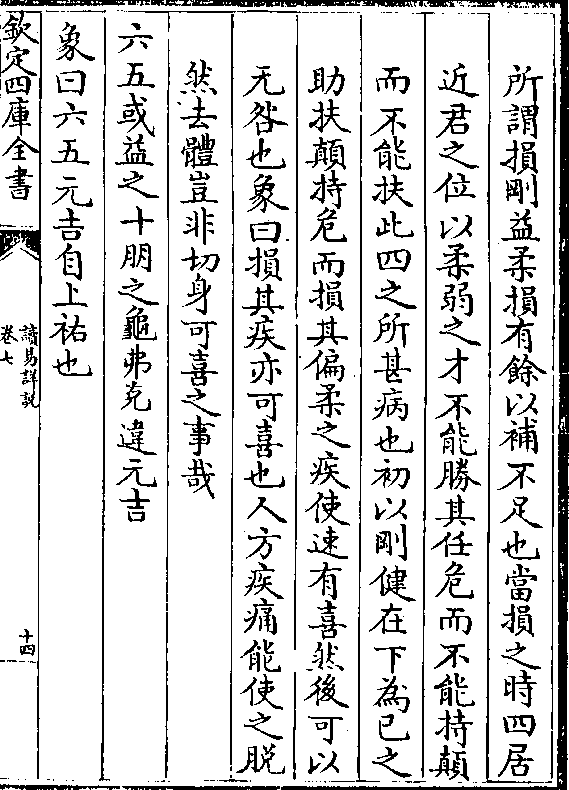 所謂損剛益柔損有餘以補不足也當損之時四居
近君之位以柔弱之才不能勝其任危而不能持顛
而不能扶此四之所甚病也初以剛健在下為已之
助扶顛持危而損其偏柔之疾使速有喜然後可以
无咎也象曰損其疾亦可喜也人方疾痛能使之脫
然去體豈非切身可喜之事哉
六五或益之十朋之龜弗克違元吉
象曰六五元吉自上祐也
欽定四庫全書
讀易詳說
卷七
十四